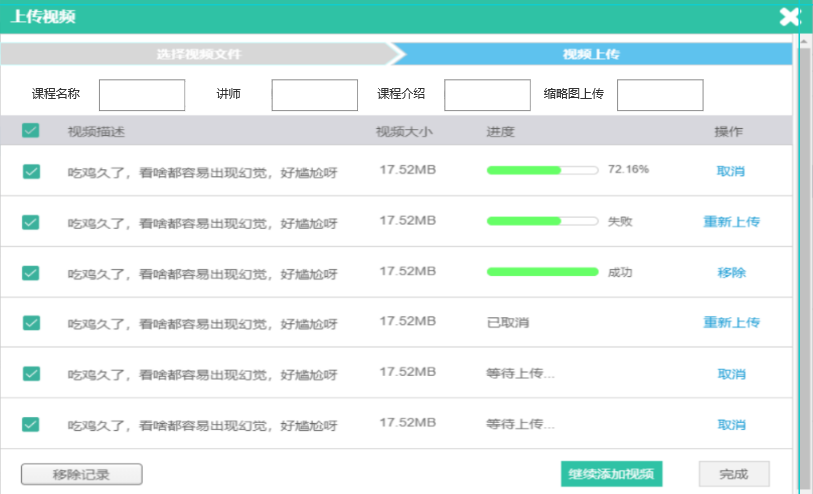 上传视频
选择视频文件 视频上传
课程名称 讲师 课程介绍 缩略图上传
视频描述 视频大小 进度 操作
吃鸡久了，看啥都容易出现幻觉，好尴尬呀 17.52MB 72.16% 取消
吃鸡久了，看啥都容易出现幻觉，好尴尬呀 17.52MB 失败 重新上传
吃鸡久了，看啥都容易出现幻觉，好尴尬呀 17.52MB 成功 移除
吃鸡久了，看啥都容易出现幻觉，好尴尬呀 17.52MB 已取消 重新上传
吃鸡久了，看啥都容易出现幻觉，好尴尬呀 17.52MB 等待上传... 取消
吃鸡久了，看啥都容易出现幻觉，好尴尬呀 17.52MB 等待上传... 取消
移除记录 继续添加视频 完成